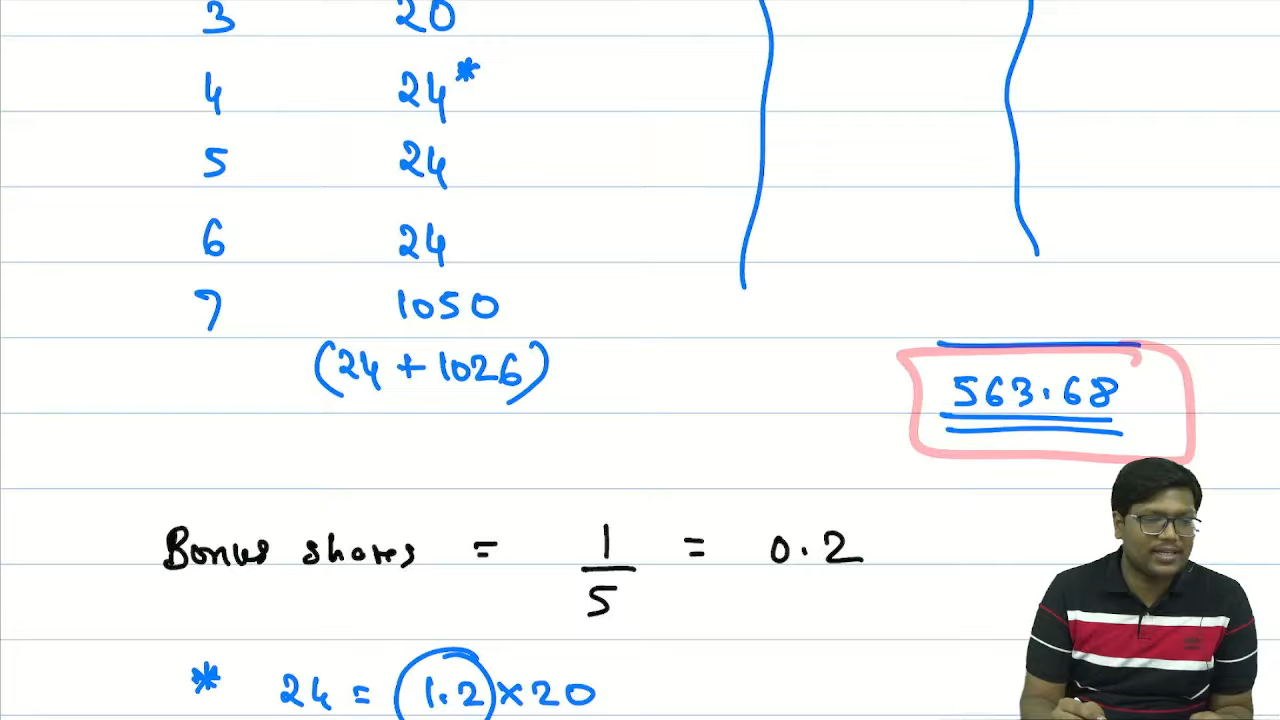 3 20
4 24*
5 24
6 24
7 1050
(24 + 1026)
563.68
Bonus shares = 1/5 = 0.2
* 24 = 1.2 × 20